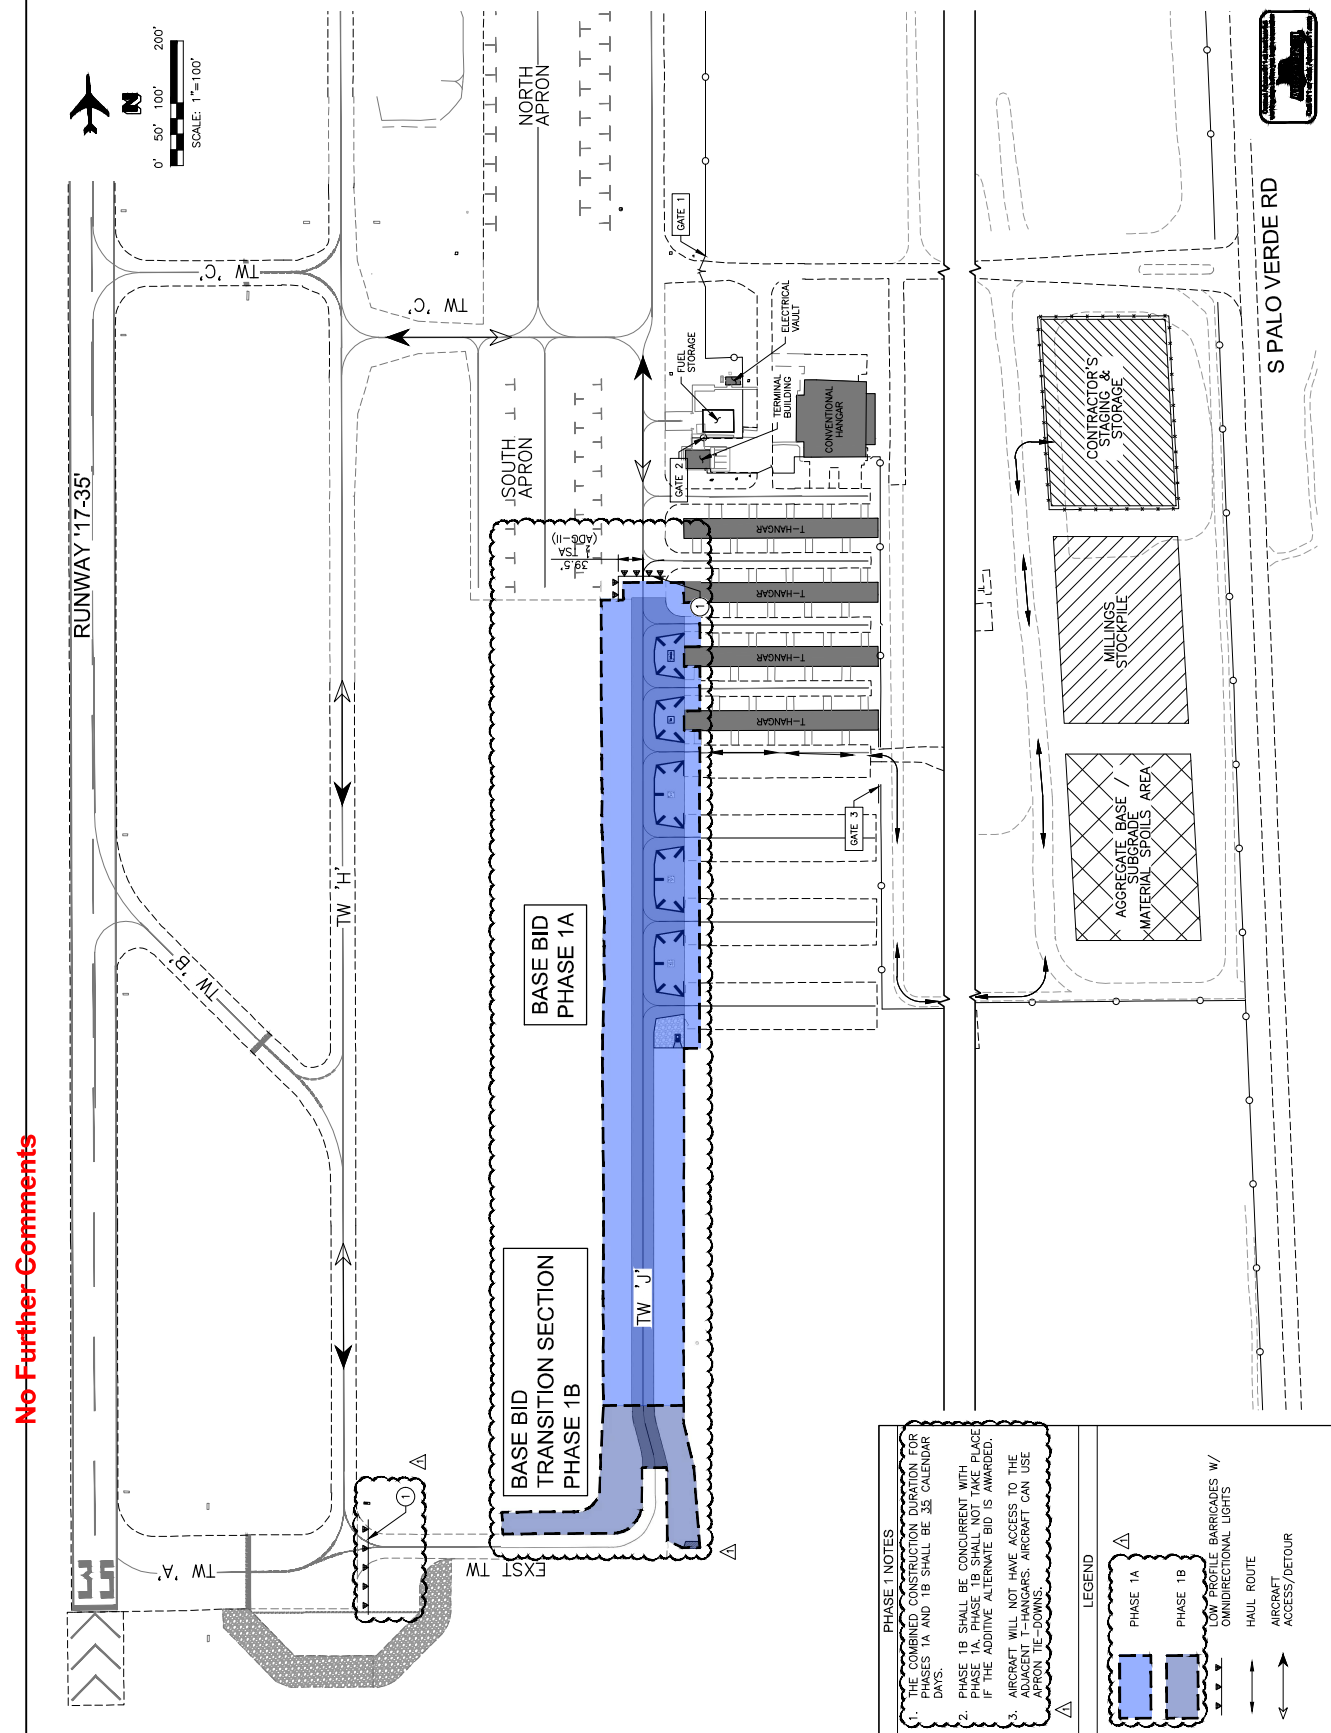 No Further Comments
0' 50' 100' 200'
SCALE: 1"=100'
N
RUNWAY '17-35'
35
TW 'C'
TW 'C'
TW 'H'
TW 'B'
TW 'A'
EXST TW
TW 'J'
NORTH
APRON
SOUTH
APRON
39.5'
TSA
(ADG-II)
GATE 1
GATE 2
GATE 3
FUEL
STORAGE
ELECTRICAL
VAULT
TERMINAL
BUILDING
CONVENTIONAL
HANGAR
T-HANGAR
T-HANGAR
T-HANGAR
T-HANGAR
1
1
BASE BID
PHASE 1A
BASE BID
TRANSITION SECTION
PHASE 1B
CONTRACTOR'S
STAGING &
STORAGE
MILLINGS
STOCKPILE
AGGREGATE BASE /
SUBGRADE
MATERIAL SPOILS AREA
S PALO VERDE RD
PHASE 1 NOTES
1. THE COMBINED CONSTRUCTION DURATION FOR
PHASES 1A AND 1B SHALL BE 35 CALENDAR
DAYS.
2. PHASE 1B SHALL BE CONCURRENT WITH
PHASE 1A. PHASE 1B SHALL NOT TAKE PLACE
IF THE ADDITIVE ALTERNATE BID IS AWARDED.
3. AIRCRAFT WILL NOT HAVE ACCESS TO THE
ADJACENT T-HANGARS. AIRCRAFT CAN USE
APRON TIE-DOWNS.
1
1
1
1
LEGEND
PHASE 1A
PHASE 1B
LOW PROFILE BARRICADES W/
OMNIDIRECTIONAL LIGHTS
HAUL ROUTE
AIRCRAFT
ACCESS/DETOUR